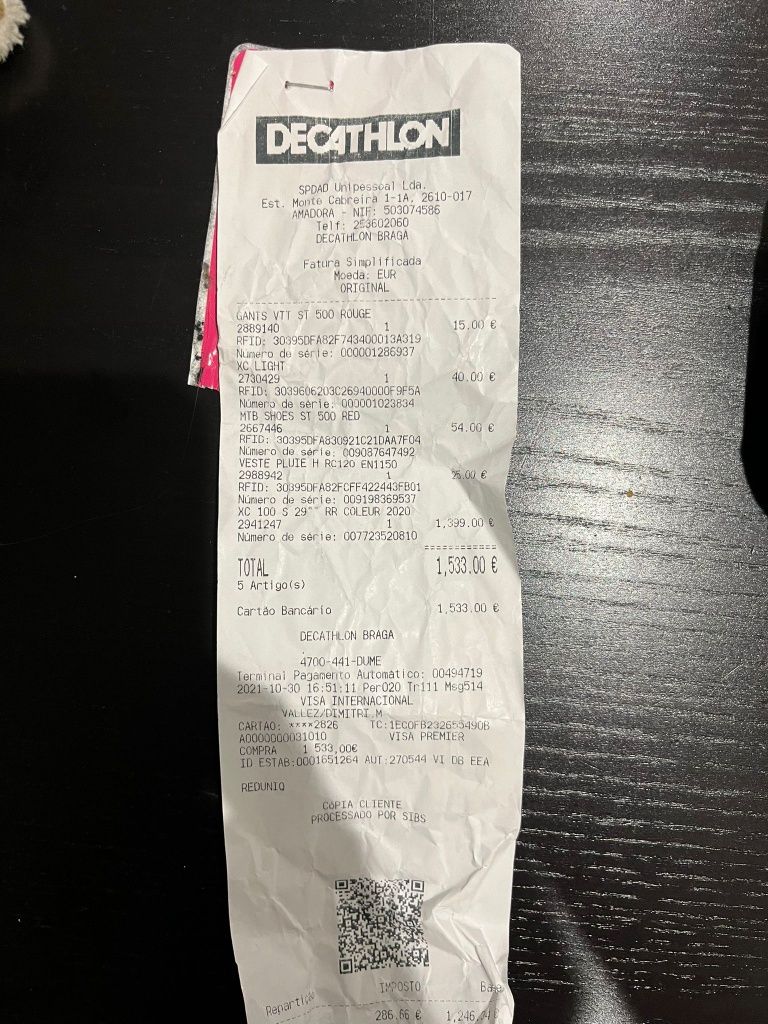 DECATHLON
SPDAD Unipessoal Lda.
Est. Monte Cabreira 1-1A, 2610-017
AMADORA - NIF: 503074586
Telf: 253602060
DECATHLON BRAGA
Fatura Simplificada
Moeda: EUR
ORIGINAL
GANTS VTT ST 500 ROUGE
2889140 1 15.00 €
RFID: 30395DFA82F743400013A319
Número de série: 000001286937
XC LIGHT
2730429 1 40.00 €
RFID: 3039606203C26940000F9F5A
Número de série: 000001023834
MTB SHOES ST 500 RED
2667446 1 54.00 €
RFID: 30395DFA830921C21DAA7F04
Número de série: 009087647492
VESTE PLUIE H RC120 EN1150
2988942 1 25.00 €
RFID: 30395DFA82FCFF422443FB01
Número de série: 009198369537
XC 100 S 29"" RR COLEUR 2020
2941247 1 1,399.00 €
Número de série: 007723520810
===========
TOTAL 1,533.00 €
5 Artigo(s)
Cartão Bancário 1,533.00 €
DECATHLON BRAGA
4700-441-DUME
Terminal Pagamento Automático: 00494719
2021-10-30 16:51:11 Per020 Tr111 Msg514
VISA INTERNACIONAL
VALLEZ/DIMITRI.M
CARTAO: ****2826 TC:1EC0FB232655490B
A0000000031010 VISA PREMIER
COMPRA 1 533,00€
ID ESTAB:0001651264 AUT:270544 VI DB EEA
REDUNIQ
CóPIA CLIENTE
PROCESSADO POR SIBS
Repartição IMPOSTO Base
286.66 €